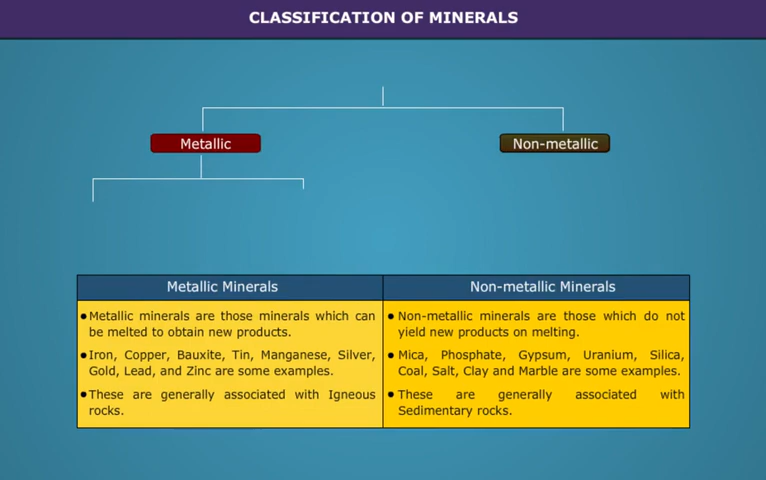 CLASSIFICATION OF MINERALS
Metallic
Non-metallic
Metallic Minerals
Non-metallic Minerals
●Metallic minerals are those minerals which can
be melted to obtain new products.
●Iron, Copper, Bauxite, Tin, Manganese, Silver,
Gold, Lead, and Zinc are some examples.
●These are generally associated with Igneous
rocks.
●Non-metallic minerals are those which do not
yield new products on melting.
●Mica, Phosphate, Gypsum, Uranium, Silica,
Coal, Salt, Clay and Marble are some examples.
●These are generally associated with
Sedimentary rocks.